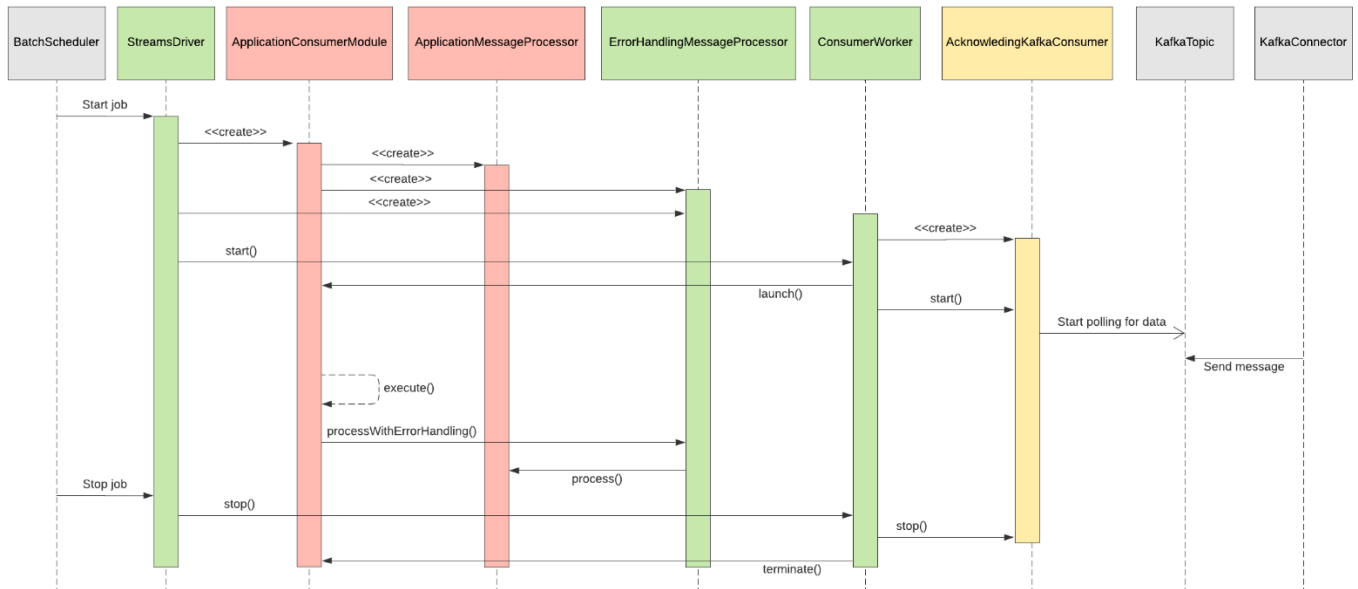 BatchScheduler
StreamsDriver
ApplicationConsumerModule
ApplicationMessageProcessor
ErrorHandlingMessageProcessor
ConsumerWorker
AcknowledingKafkaConsumer
KafkaTopic
KafkaConnector
Start job
<<create>>
<<create>>
<<create>>
<<create>>
<<create>>
start()
launch()
start()
Start polling for data
Send message
execute()
processWithErrorHandling()
process()
Stop job
stop()
stop()
terminate()